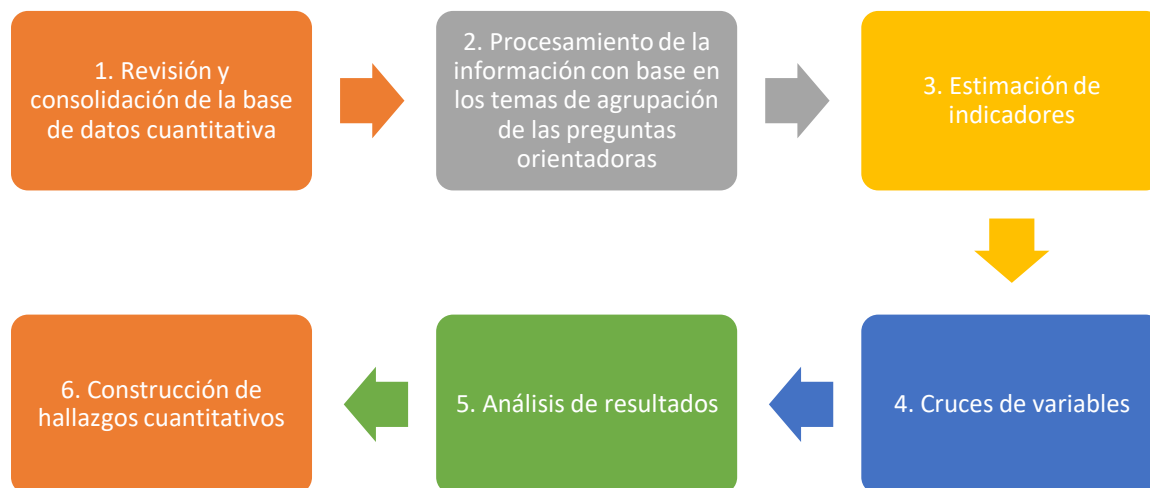 1. Revisión y
consolidación de la base
de datos cuantitativa
2. Procesamiento de la
información con base en
los temas de agrupación
de las preguntas
orientadoras
3. Estimación de
indicadores
4. Cruces de variables
5. Análisis de resultados
6. Construcción de
hallazgos cuantitativos